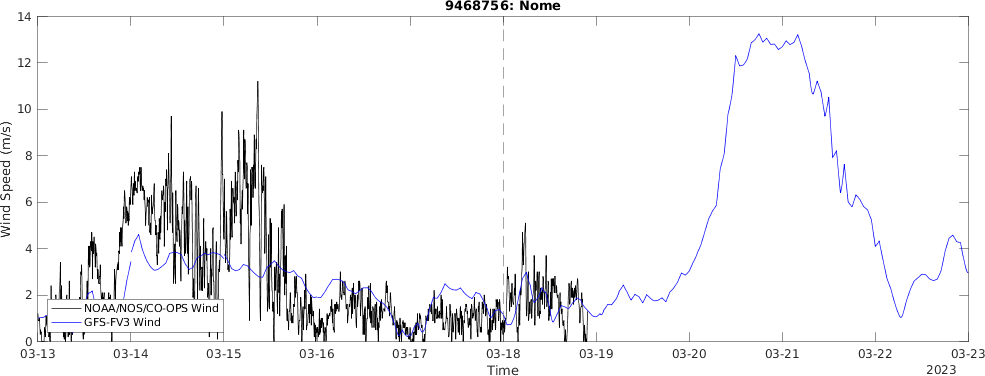 9468756: Nome
14
12
10
8
6
4
2
0
Wind Speed (m/s)
NOAA/NOS/CO-OPS Wind
GFS-FV3 Wind
03-13 03-14 03-15 03-16 03-17 03-18 03-19 03-20 03-21 03-22 03-23
Time
2023